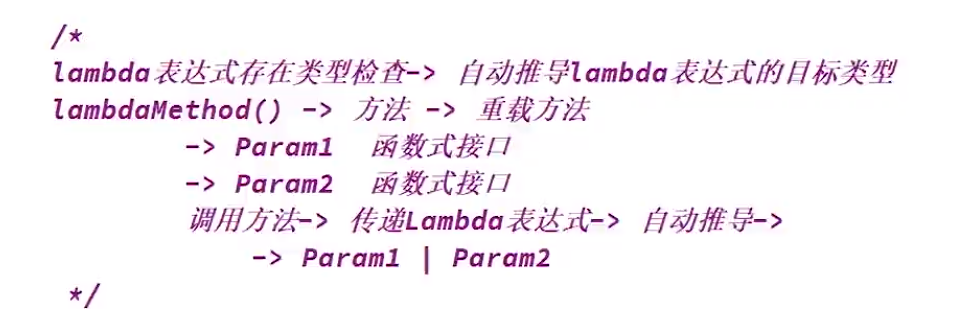 /*
lambda表达式存在类型检查-> 自动推导lambda表达式的目标类型
lambdaMethod() -> 方法 -> 重载方法
-> Param1 函数式接口
-> Param2 函数式接口
调用方法-> 传递Lambda表达式-> 自动推导->
-> Param1 | Param2
*/